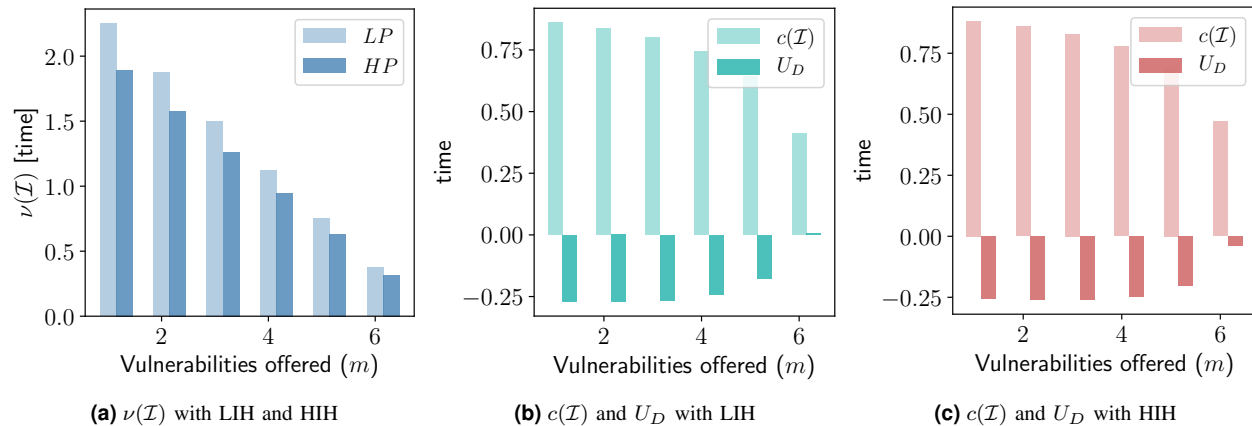 2.0
1.5
1.0
0.5
0.0
ν(I) [time]
LP
HP
2 4 6
Vulnerabilities offered (m)
(a) ν(I) with LIH and HIH
0.75
0.50
0.25
0.00
−0.25
time
c(I)
U_D
2 4 6
Vulnerabilities offered (m)
(b) c(I) and U_D with LIH
0.75
0.50
0.25
0.00
−0.25
time
c(I)
U_D
2 4 6
Vulnerabilities offered (m)
(c) c(I) and U_D with HIH